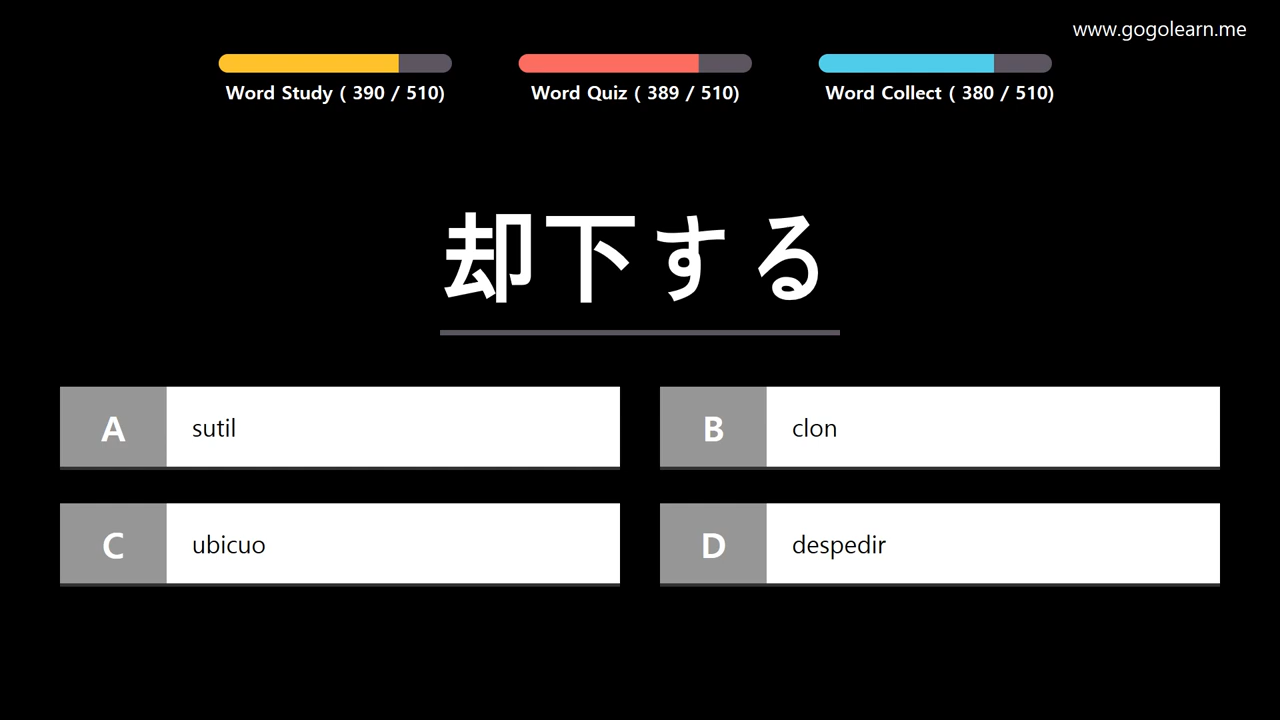 www.gogolearn.me
Word Study ( 390 / 510)
Word Quiz ( 389 / 510)
Word Collect ( 380 / 510)
却下する
A sutil
B clon
C ubicuo
D despedir